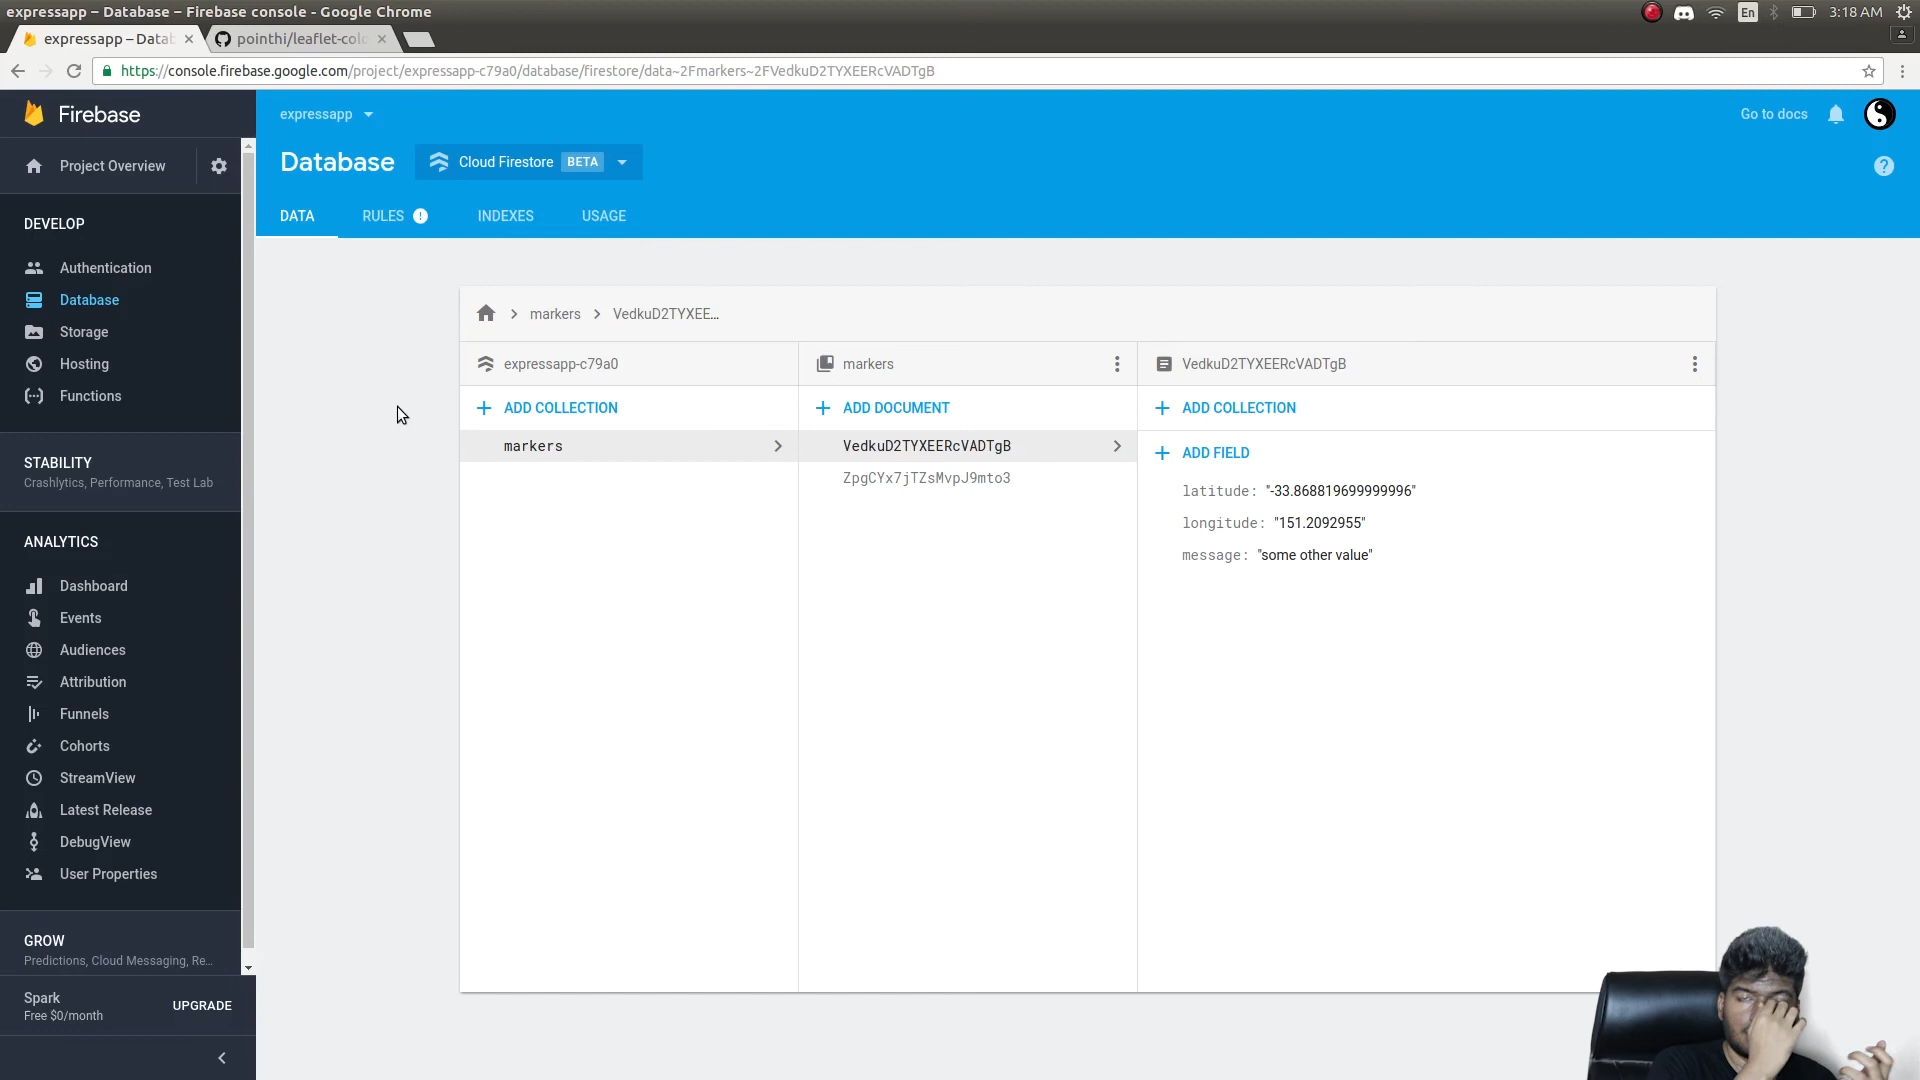 expressapp – Database – Firebase console - Google Chrome
En
3:18 AM
expressapp – Datab
pointhi/leaflet-colo
https://console.firebase.google.com/project/expressapp-c79a0/database/firestore/data~2Fmarkers~2FVedkuD2TYXEERcVADTgB
Firebase
expressapp
Go to docs
Project Overview
Database
Cloud Firestore
BETA
DATA
RULES
INDEXES
USAGE
DEVELOP
Authentication
Database
Storage
Hosting
Functions
STABILITY
Crashlytics, Performance, Test Lab
ANALYTICS
Dashboard
Events
Audiences
Attribution
Funnels
Cohorts
StreamView
Latest Release
DebugView
User Properties
GROW
Predictions, Cloud Messaging, Re...
Spark
Free $0/month
UPGRADE
markers
VedkuD2TYXEE...
expressapp-c79a0
markers
VedkuD2TYXEERcVADTgB
ADD COLLECTION
ADD DOCUMENT
ADD COLLECTION
markers
VedkuD2TYXEERcVADTgB
ZpgCYx7jTZsMvpJ9mto3
ADD FIELD
latitude: "-33.868819699999996"
longitude: "151.2092955"
message: "some other value"